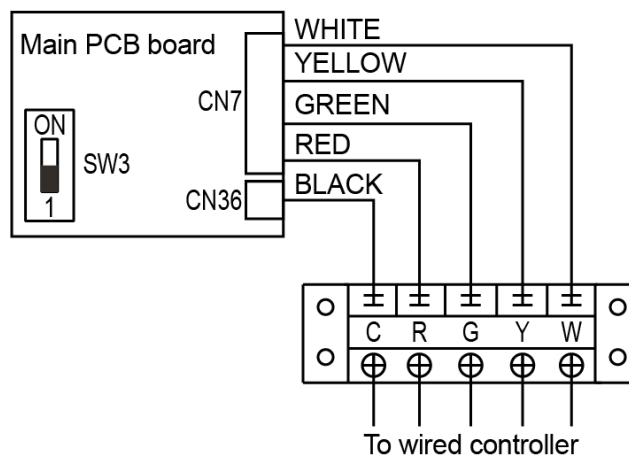 Main PCB board
ON
SW3
1
CN7
CN36
WHITE
YELLOW
GREEN
RED
BLACK
C R G Y W
To wired controller